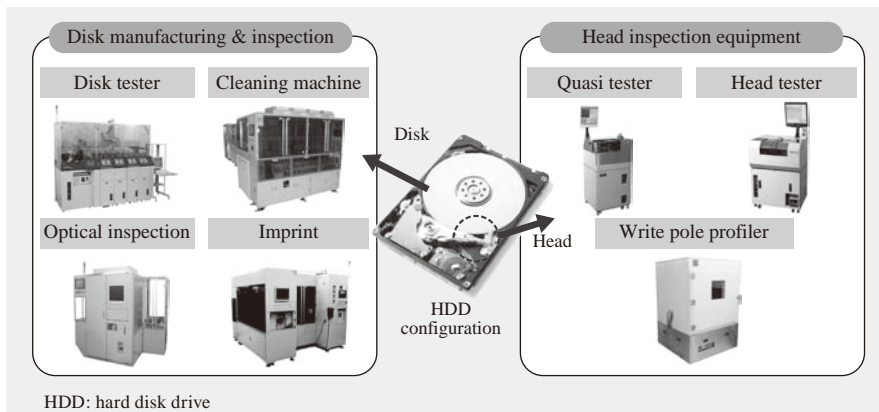 Disk manufacturing & inspection
Disk tester
Cleaning machine
Optical inspection
Imprint
Disk
Head
HDD
configuration
Head inspection equipment
Quasi tester
Head tester
Write pole profiler
HDD: hard disk drive